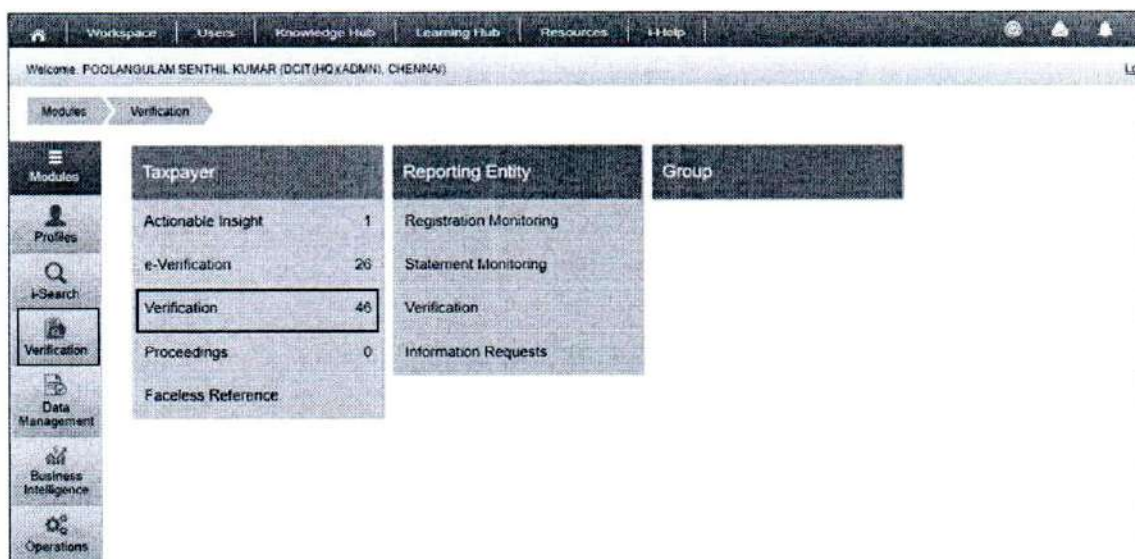 Workspace Users Knowledge Hub Learning Hub Resources i-Help
Welcome POOLANGULAM SENTHIL KUMAR (DCIT(HQ)(ADMN), CHENNAI)
Modules Verification
Modules
Profiles
i-Search
Verification
Data
Management
Business
Intelligence
Operations
Taxpayer
Actionable Insight 1
e-Verification 26
Verification 46
Proceedings 0
Faceless Reference
Reporting Entity
Registration Monitoring
Statement Monitoring
Verification
Information Requests
Group